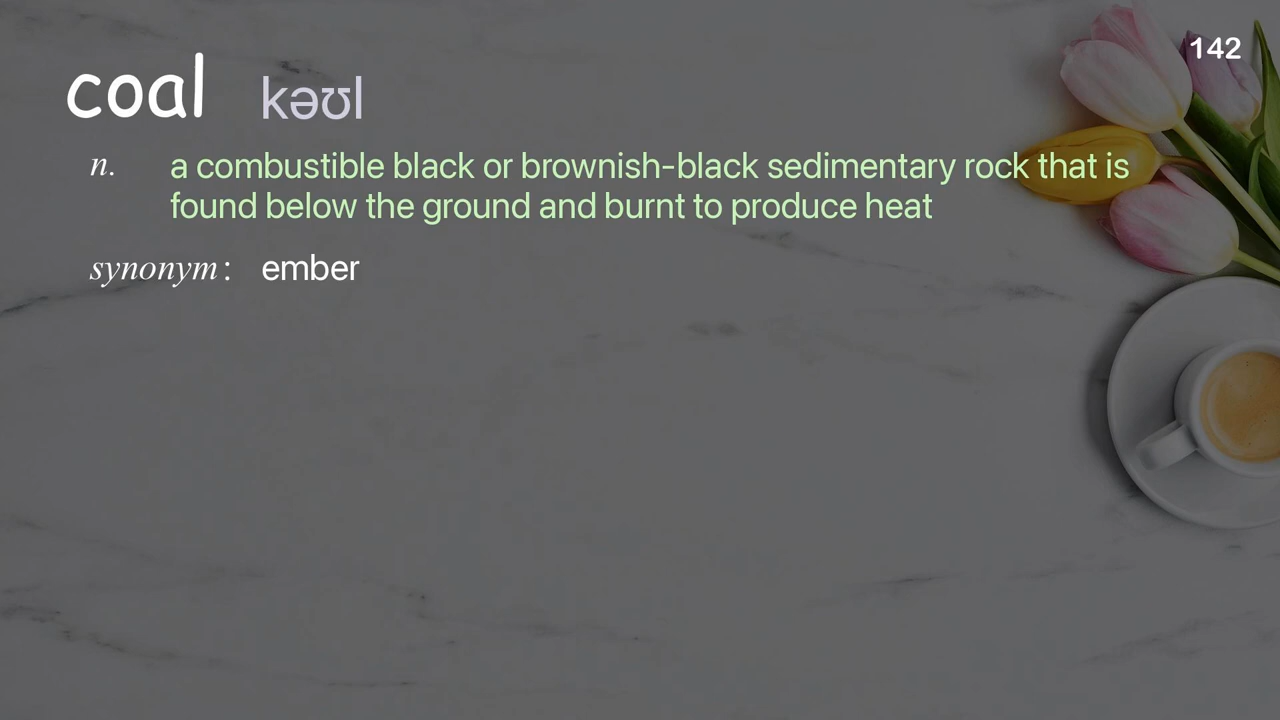 142
coal kəʊl
n. a combustible black or brownish-black sedimentary rock that is
found below the ground and burnt to produce heat
synonym: ember